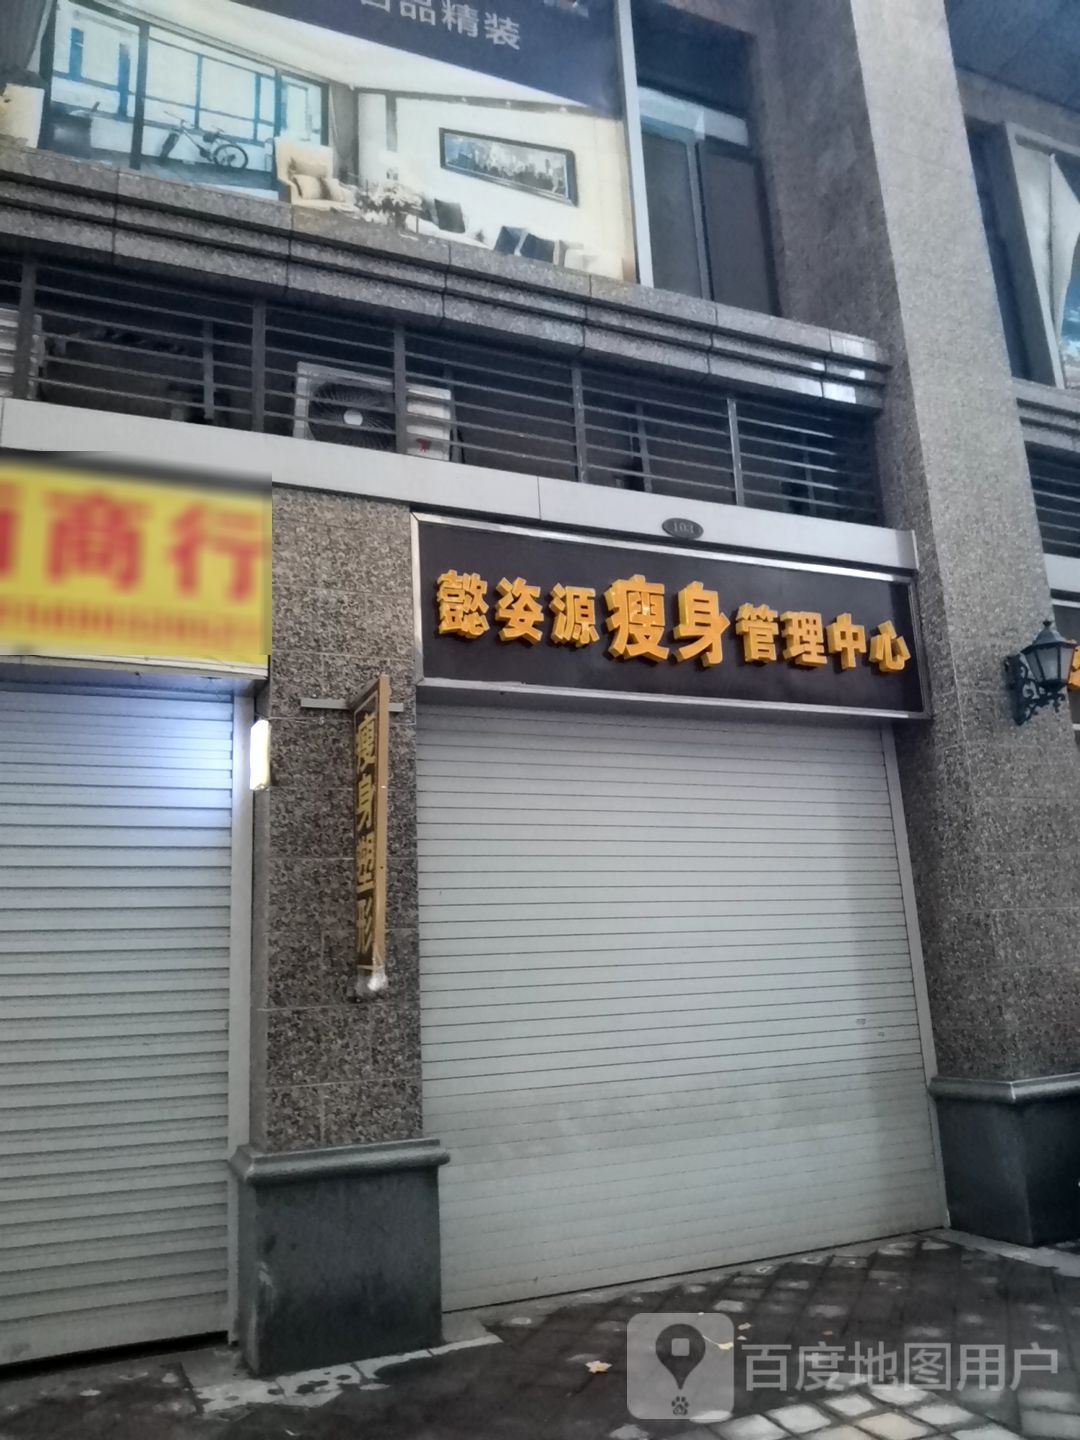 品精装
商行
103
懿姿源瘦身管理中心
瘦身塑形
百度地图用户